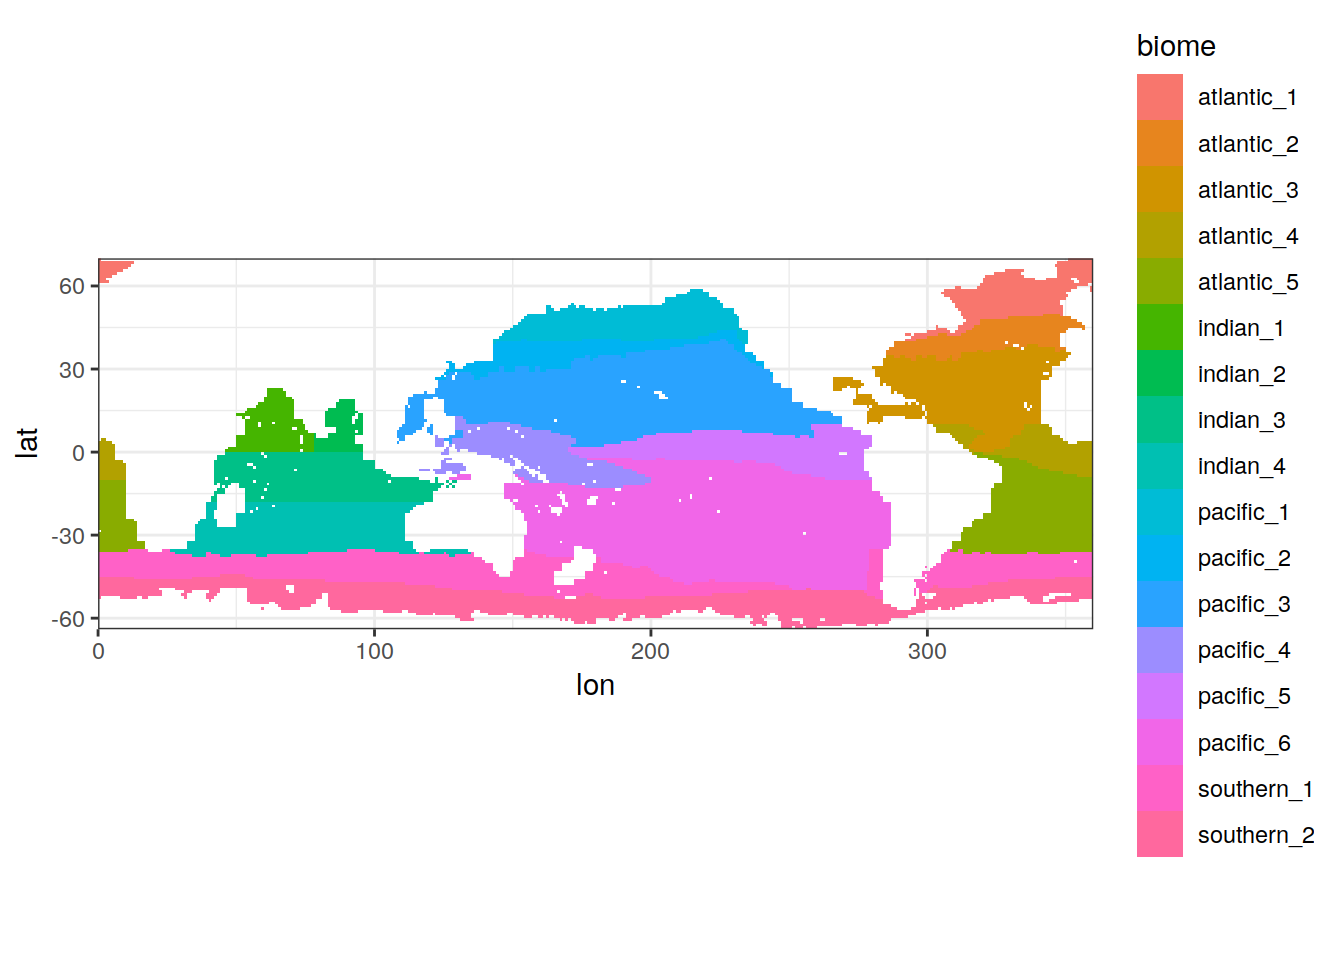 biome
atlantic_1
atlantic_2
atlantic_3
atlantic_4
atlantic_5
indian_1
indian_2
indian_3
indian_4
pacific_1
pacific_2
pacific_3
pacific_4
pacific_5
pacific_6
southern_1
southern_2
lat
60
30
0
-30
-60
0
100
200
300
lon